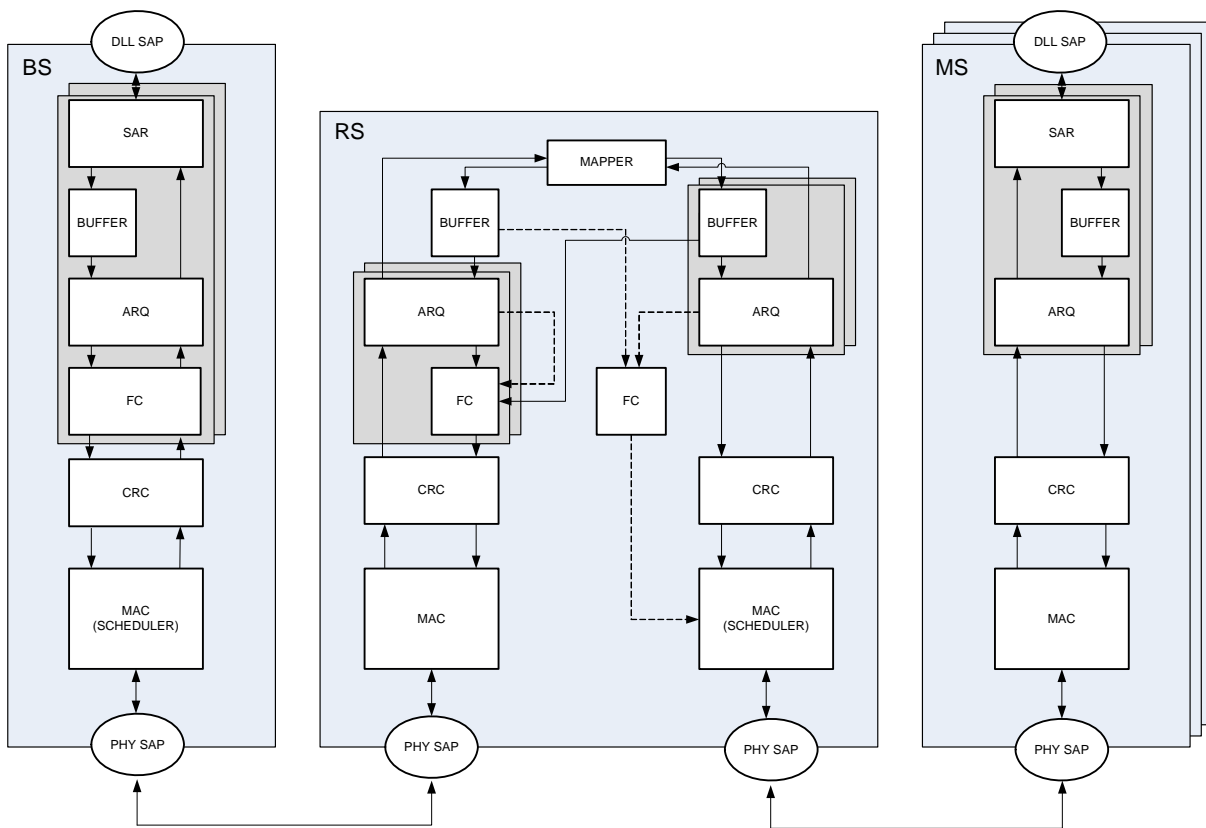 DLL SAP
BS
SAR
BUFFER
ARQ
FC
CRC
MAC
(SCHEDULER)
PHY SAP
RS
MAPPER
BUFFER
BUFFER
ARQ
ARQ
FC
FC
CRC
CRC
MAC
MAC
(SCHEDULER)
PHY SAP
PHY SAP
DLL SAP
MS
SAR
BUFFER
ARQ
CRC
MAC
PHY SAP